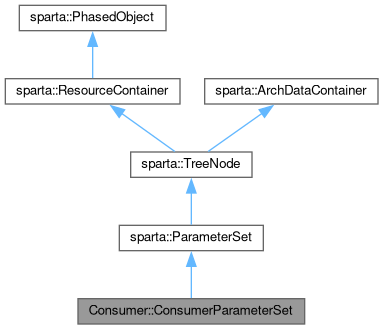 sparta::PhasedObject
sparta::ResourceContainer
sparta::ArchDataContainer
sparta::TreeNode
sparta::ParameterSet
Consumer::ConsumerParameterSet